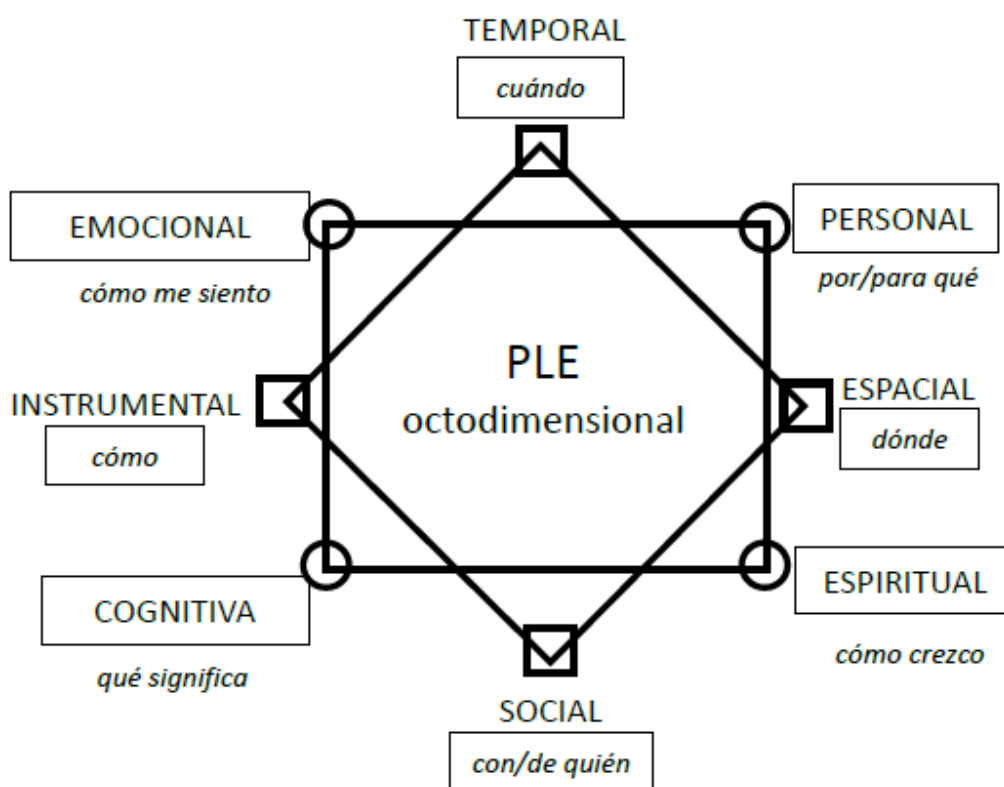 TEMPORAL
cuándo
EMOCIONAL
cómo me siento
PERSONAL
por/para qué
PLE
octodimensional
INSTRUMENTAL
cómo
ESPACIAL
dónde
COGNITIVA
qué significa
ESPIRITUAL
cómo crezco
SOCIAL
con/de quién